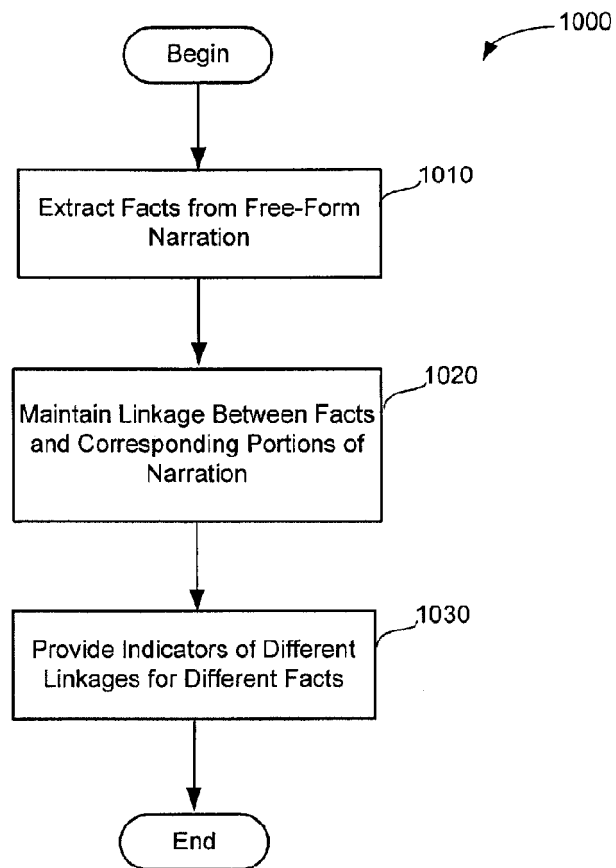 1000
Begin
1010
Extract Facts from Free-Form
Narration
1020
Maintain Linkage Between Facts
and Corresponding Portions of
Narration
1030
Provide Indicators of Different
Linkages for Different Facts
End